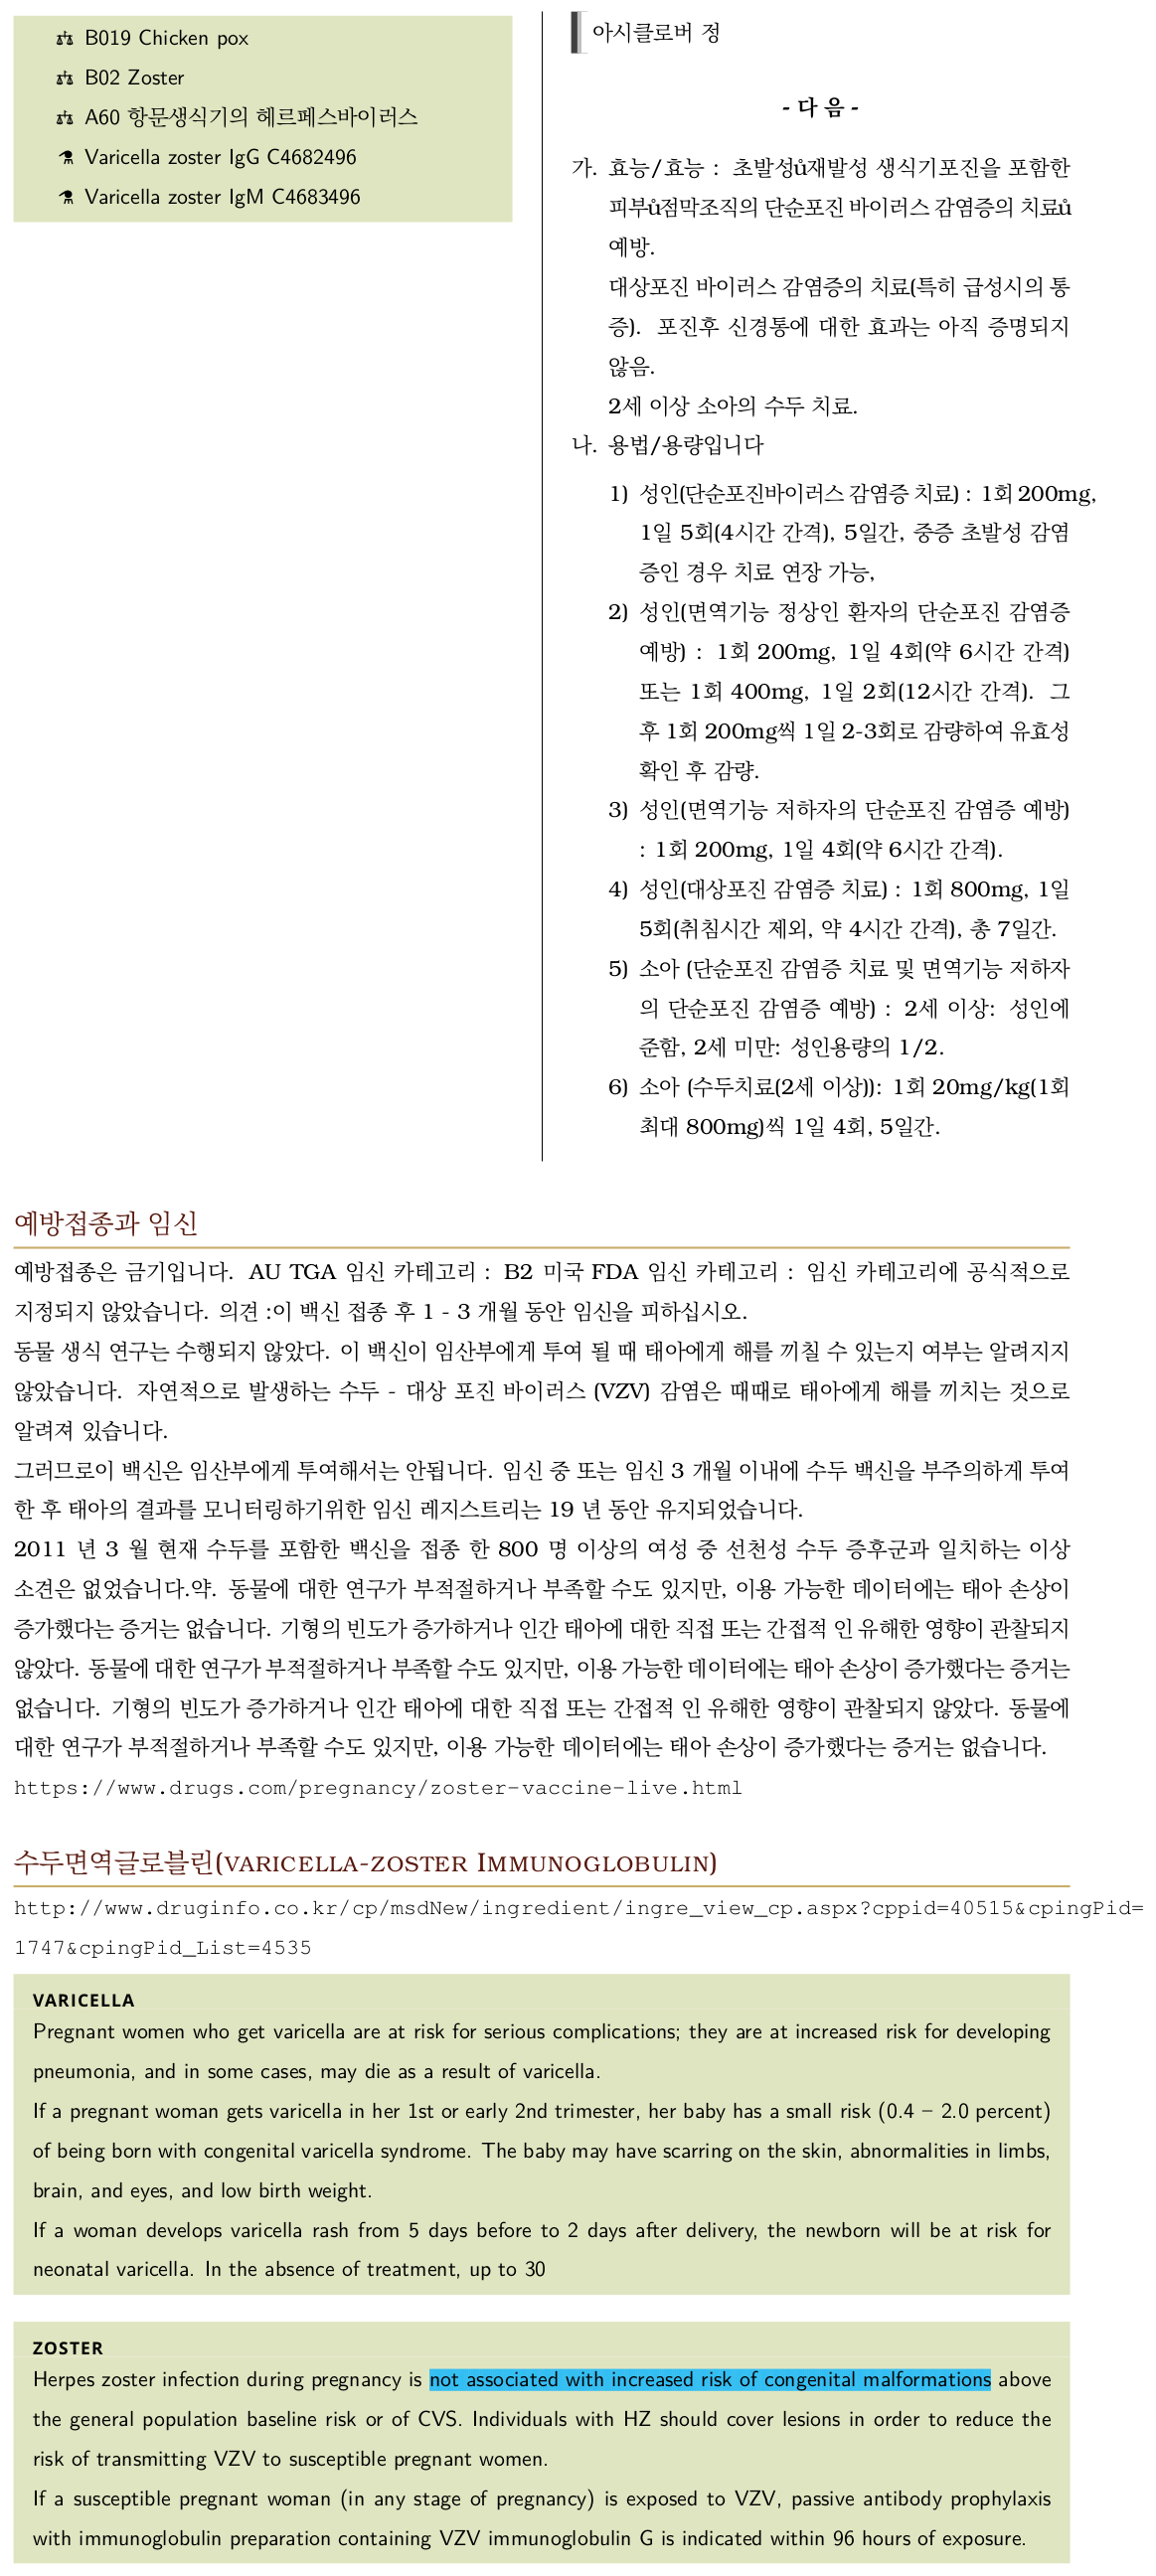 B019 Chicken pox
B02 Zoster
A60 항문생식기의 헤르페스바이러스
Varicella zoster IgG C4682496
Varicella zoster IgM C4683496
아시클로버 정
- 다 음 -
가. 효능/효능 : 초발성ů재발성 생식기포진을 포함한
피부ů점막조직의 단순포진 바이러스 감염증의 치료ů
예방.
대상포진 바이러스 감염증의 치료(특히 급성시의 통
증). 포진후 신경통에 대한 효과는 아직 증명되지
않음.
2세 이상 소아의 수두 치료.
나. 용법/용량입니다
1) 성인(단순포진바이러스 감염증 치료) : 1회 200mg,
1일 5회(4시간 간격), 5일간, 중증 초발성 감염
증인 경우 치료 연장 가능,
2) 성인(면역기능 정상인 환자의 단순포진 감염증
예방) : 1회 200mg, 1일 4회(약 6시간 간격)
또는 1회 400mg, 1일 2회(12시간 간격). 그
후 1회 200mg씩 1일 2-3회로 감량하여 유효성
확인 후 감량.
3) 성인(면역기능 저하자의 단순포진 감염증 예방)
: 1회 200mg, 1일 4회(약 6시간 간격).
4) 성인(대상포진 감염증 치료) : 1회 800mg, 1일
5회(취침시간 제외, 약 4시간 간격), 총 7일간.
5) 소아 (단순포진 감염증 치료 및 면역기능 저하자
의 단순포진 감염증 예방) : 2세 이상: 성인에
준함, 2세 미만: 성인용량의 1/2.
6) 소아 (수두치료(2세 이상)): 1회 20mg/kg(1회
최대 800mg)씩 1일 4회, 5일간.
예방접종과 임신
예방접종은 금기입니다. AU TGA 임신 카테고리 : B2 미국 FDA 임신 카테고리 : 임신 카테고리에 공식적으로
지정되지 않았습니다. 의견 :이 백신 접종 후 1 - 3 개월 동안 임신을 피하십시오.
동물 생식 연구는 수행되지 않았다. 이 백신이 임산부에게 투여 될 때 태아에게 해를 끼칠 수 있는지 여부는 알려지지
않았습니다. 자연적으로 발생하는 수두 - 대상 포진 바이러스 (VZV) 감염은 때때로 태아에게 해를 끼치는 것으로
알려져 있습니다.
그러므로이 백신은 임산부에게 투여해서는 안됩니다. 임신 중 또는 임신 3 개월 이내에 수두 백신을 부주의하게 투여
한 후 태아의 결과를 모니터링하기위한 임신 레지스트리는 19 년 동안 유지되었습니다.
2011 년 3 월 현재 수두를 포함한 백신을 접종 한 800 명 이상의 여성 중 선천성 수두 증후군과 일치하는 이상
소견은 없었습니다.약. 동물에 대한 연구가 부적절하거나 부족할 수도 있지만, 이용 가능한 데이터에는 태아 손상이
증가했다는 증거는 없습니다. 기형의 빈도가 증가하거나 인간 태아에 대한 직접 또는 간접적 인 유해한 영향이 관찰되지
않았다. 동물에 대한 연구가 부적절하거나 부족할 수도 있지만, 이용 가능한 데이터에는 태아 손상이 증가했다는 증거는
없습니다. 기형의 빈도가 증가하거나 인간 태아에 대한 직접 또는 간접적 인 유해한 영향이 관찰되지 않았다. 동물에
대한 연구가 부적절하거나 부족할 수도 있지만, 이용 가능한 데이터에는 태아 손상이 증가했다는 증거는 없습니다.
https://www.drugs.com/pregnancy/zoster-vaccine-live.html
수두면역글로블린(VARICELLA-ZOSTER IMMUNOGLOBULIN)
http://www.druginfo.co.kr/cp/msdNew/ingredient/ingre_view_cp.aspx?cppid=40515&cpingPid=
1747&cpingPid_List=4535
VARICELLA
Pregnant women who get varicella are at risk for serious complications; they are at increased risk for developing
pneumonia, and in some cases, may die as a result of varicella.
If a pregnant woman gets varicella in her 1st or early 2nd trimester, her baby has a small risk (0.4 – 2.0 percent)
of being born with congenital varicella syndrome. The baby may have scarring on the skin, abnormalities in limbs,
brain, and eyes, and low birth weight.
If a woman develops varicella rash from 5 days before to 2 days after delivery, the newborn will be at risk for
neonatal varicella. In the absence of treatment, up to 30
ZOSTER
Herpes zoster infection during pregnancy is not associated with increased risk of congenital malformations above
the general population baseline risk or of CVS. Individuals with HZ should cover lesions in order to reduce the
risk of transmitting VZV to susceptible pregnant women.
If a susceptible pregnant woman (in any stage of pregnancy) is exposed to VZV, passive antibody prophylaxis
with immunoglobulin preparation containing VZV immunoglobulin G is indicated within 96 hours of exposure.